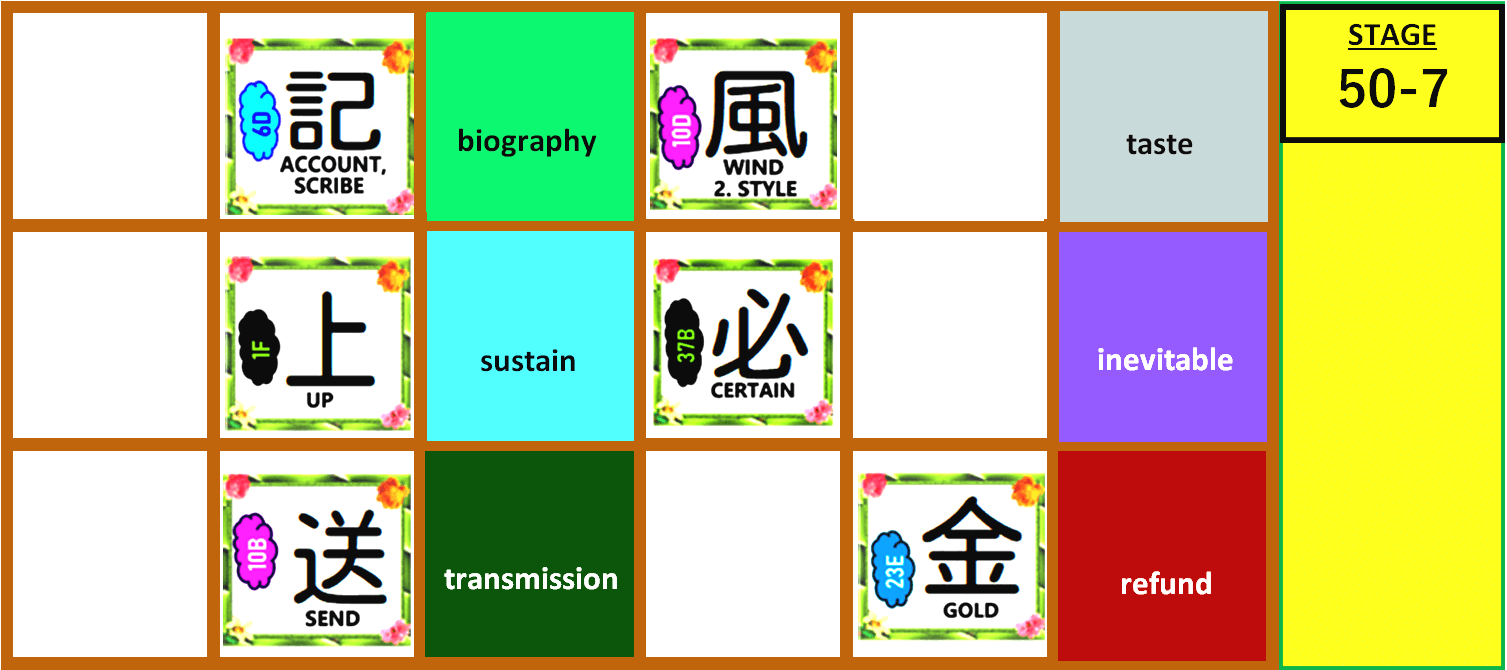 STAGE
50-7
6D
記
ACCOUNT,
SCRIBE
biography
10D
風
WIND
2. STYLE
taste
1F
上
UP
sustain
37B
必
CERTAIN
inevitable
10B
送
SEND
transmission
23E
金
GOLD
refund